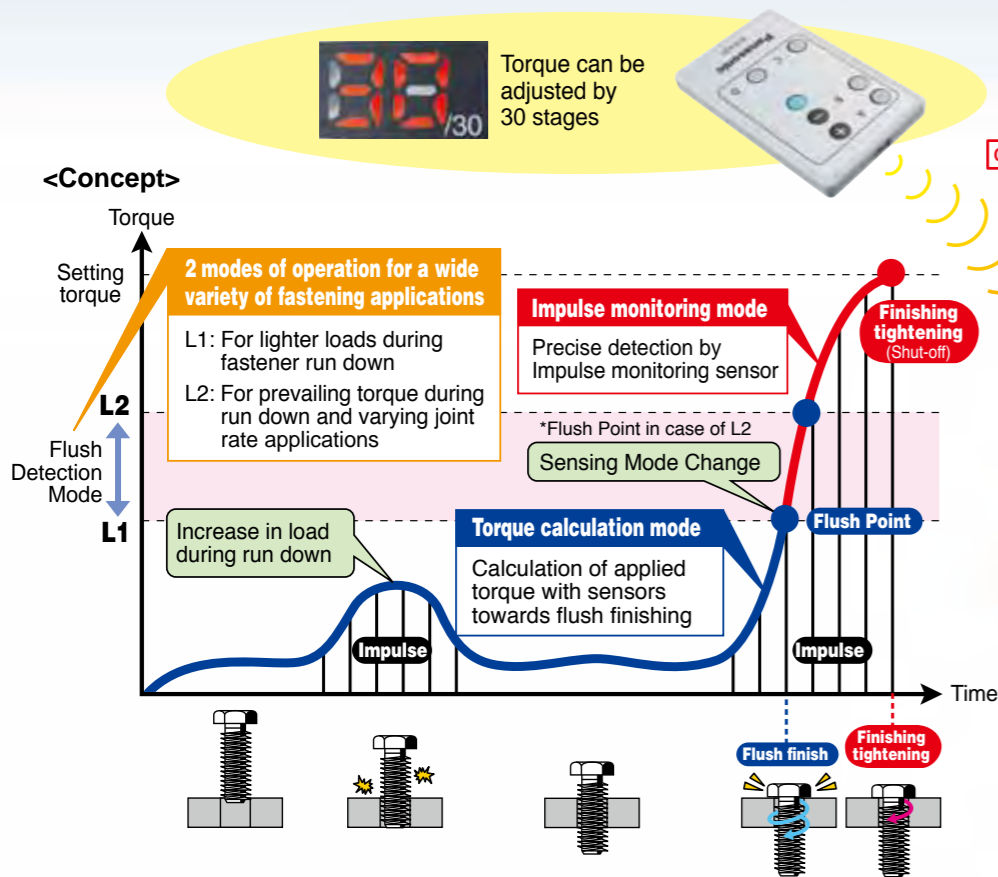 30
/30
Torque can be
adjusted by
30 stages
Panasonic
<Concept>
Torque
Setting
torque
2 modes of operation for a wide
variety of fastening applications
L1: For lighter loads during
fastener run down
L2: For prevailing torque during
run down and varying joint
rate applications
Impulse monitoring mode
Precise detection by
Impulse monitoring sensor
Finishing
tightening
(Shut-off)
L2
Flush
Detection
Mode
L1
*Flush Point in case of L2
Sensing Mode Change
Flush Point
Increase in load
during run down
Torque calculation mode
Calculation of applied
torque with sensors
towards flush finishing
Impulse
Impulse
Time
Flush finish
Finishing
tightening